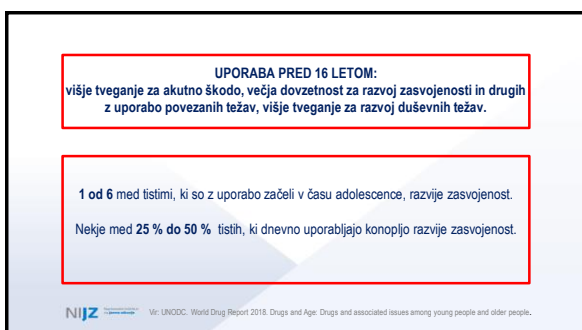 UPORABA PRED 16 LETOM:
višje tveganje za akutno škodo, večja dovzetnost za razvoj zasvojenosti in drugih
z uporabo povezanih težav, višje tveganje za razvoj duševnih težav.
1 od 6 med tistimi, ki so z uporabo začeli v času adolescence, razvije zasvojenost.
Nekje med 25 % do 50 % tistih, ki dnevno uporabljajo konopljo razvije zasvojenost.
NIJZ
Vir: UNODC. World Drug Report 2018. Drugs and Age: Drugs and associated issues among young people and older people.